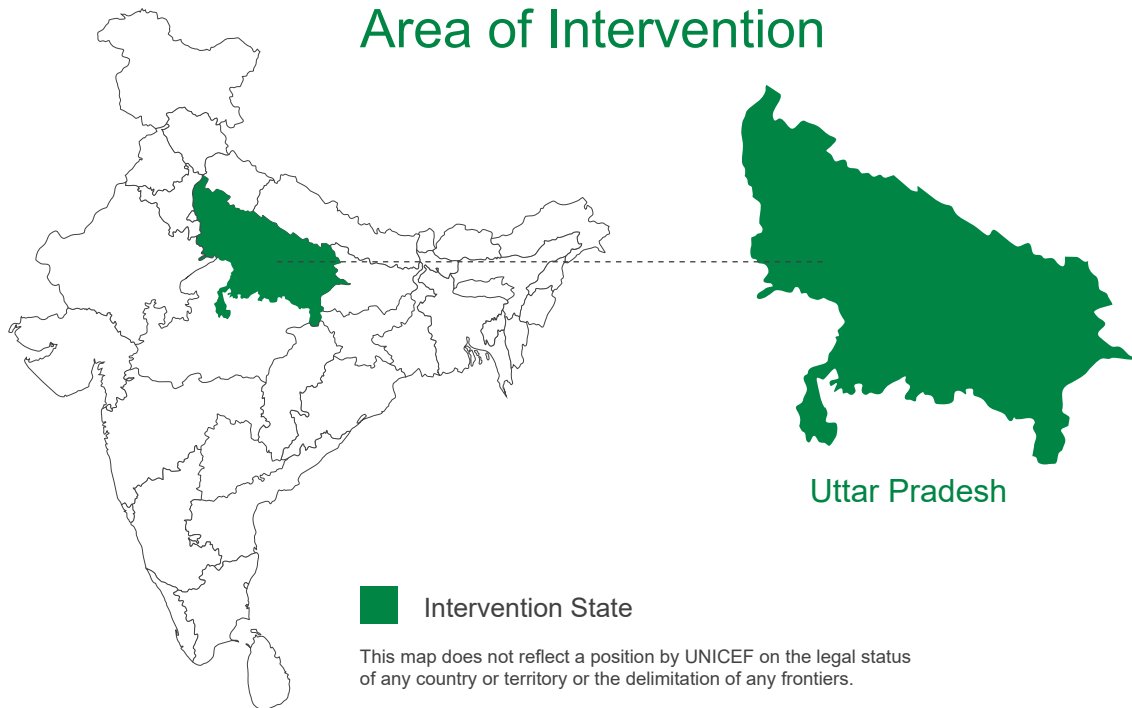 Area of Intervention
Uttar Pradesh
Intervention State
This map does not reflect a position by UNICEF on the legal status
of any country or territory or the delimitation of any frontiers.